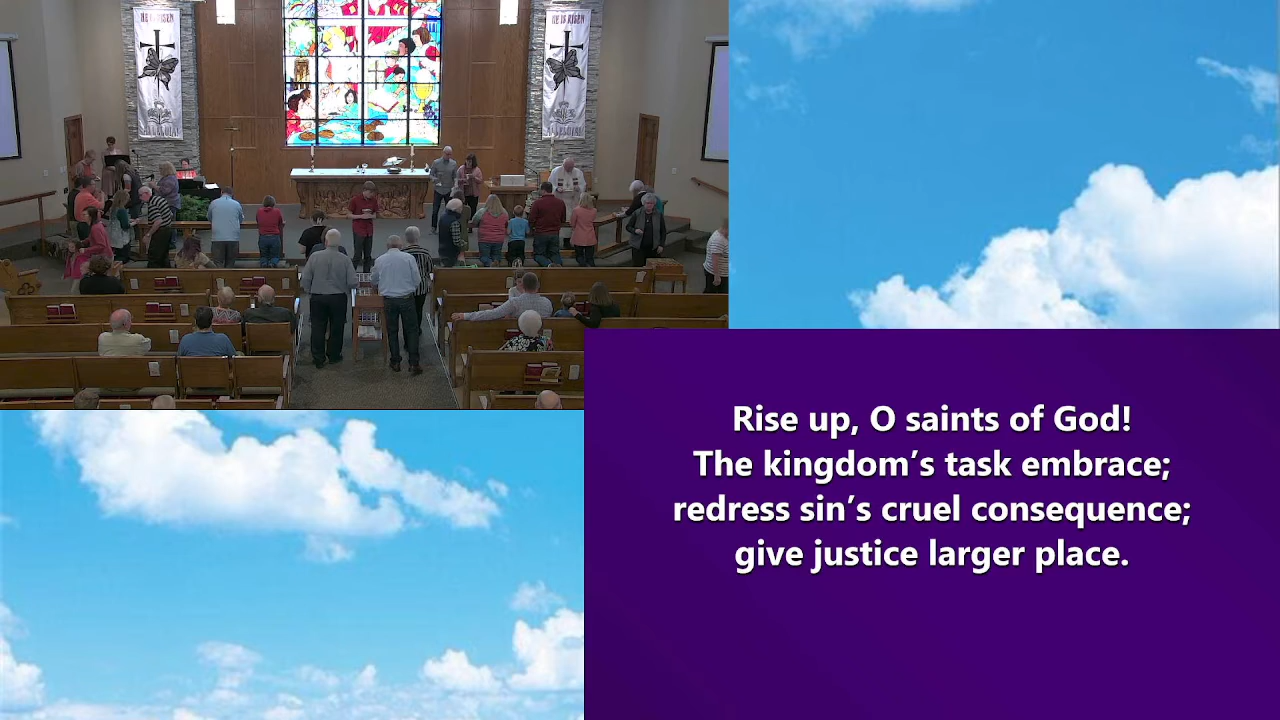 HE IS RISEN
HE IS RISEN
Rise up, O saints of God!
The kingdom’s task embrace;
redress sin’s cruel consequence;
give justice larger place.